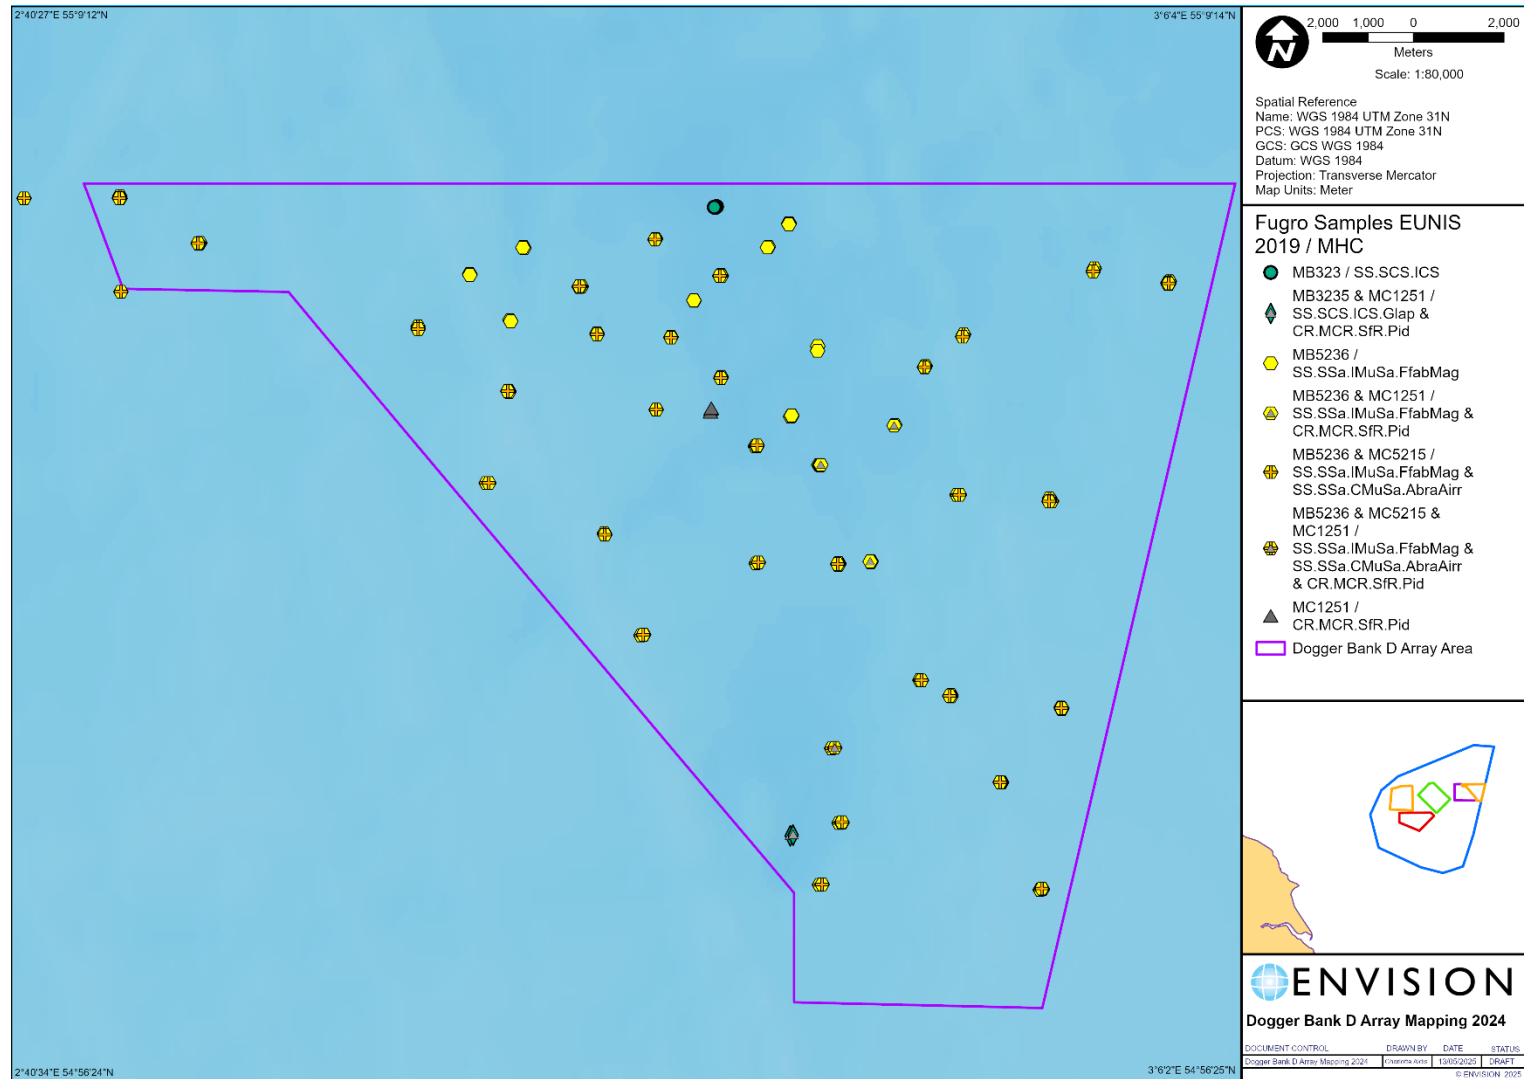 2°40'27"E 55°9'12"N
3°6'4"E 55°9'14"N
2°40'34"E 54°56'24"N
3°6'2"E 54°56'25"N
N
2,000 1,000 0 2,000
Meters
Scale: 1:80,000
Spatial Reference
Name: WGS 1984 UTM Zone 31N
PCS: WGS 1984 UTM Zone 31N
GCS: GCS WGS 1984
Datum: WGS 1984
Projection: Transverse Mercator
Map Units: Meter
Fugro Samples EUNIS
2019 / MHC
MB323 / SS.SCS.ICS
MB3235 & MC1251 /
SS.SCS.ICS.Glap &
CR.MCR.SfR.Pid
MB5236 /
SS.SSa.IMuSa.FfabMag
MB5236 & MC1251 /
SS.SSa.IMuSa.FfabMag &
CR.MCR.SfR.Pid
MB5236 & MC5215 /
SS.SSa.IMuSa.FfabMag &
SS.SSa.CMuSa.AbraAirr
MB5236 & MC5215 &
MC1251 /
SS.SSa.IMuSa.FfabMag &
SS.SSa.CMuSa.AbraAirr
& CR.MCR.SfR.Pid
MC1251 /
CR.MCR.SfR.Pid
Dogger Bank D Array Area
ENVISION
Dogger Bank D Array Mapping 2024
DOCUMENT CONTROL DRAWN BY DATE STATUS
Dogger Bank D Array Mapping 2024 Charlotte 13/05/2025 DRAFT
© ENVISION 2025